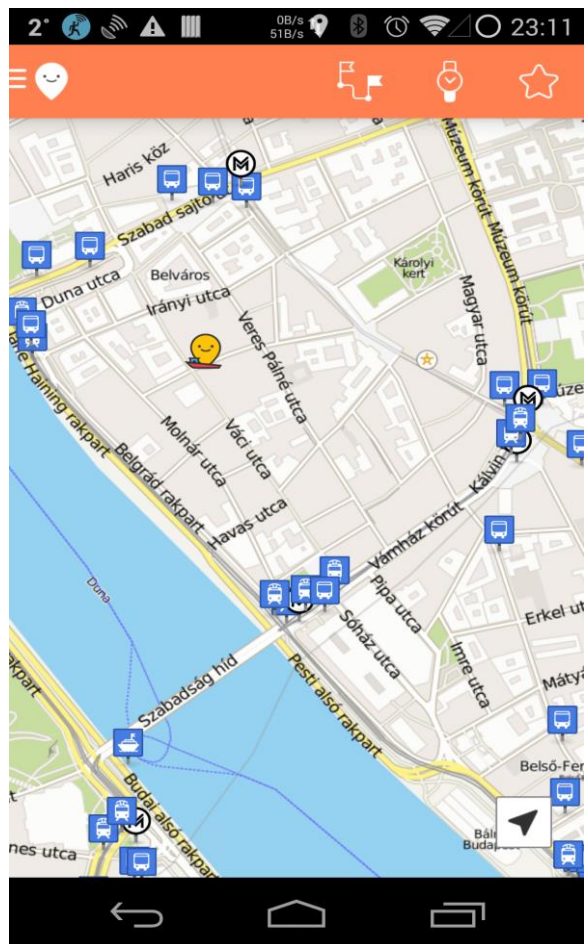 2°
0B/s
51B/s
23:11
Haris köz
Szabad sajtó
Múzeum körút
Múzeum körút
Duna utca
Belváros
Irányi utca
Károlyi
kert
Magyar utca
Veres Pálné utca
Haining rakpart
Molnár utca
Váci utca
Belgrád rakpart
Havas utca
Kálvin
Vámház körút
Duna
Pipa utca
Erkel ut
Sóház utca
Imre utca
Szabadság híd
Pesti alsó rakpart
Mátyá
rakpart
Belső-Fer
Budai alsó rakpart
nes utca
Budapest